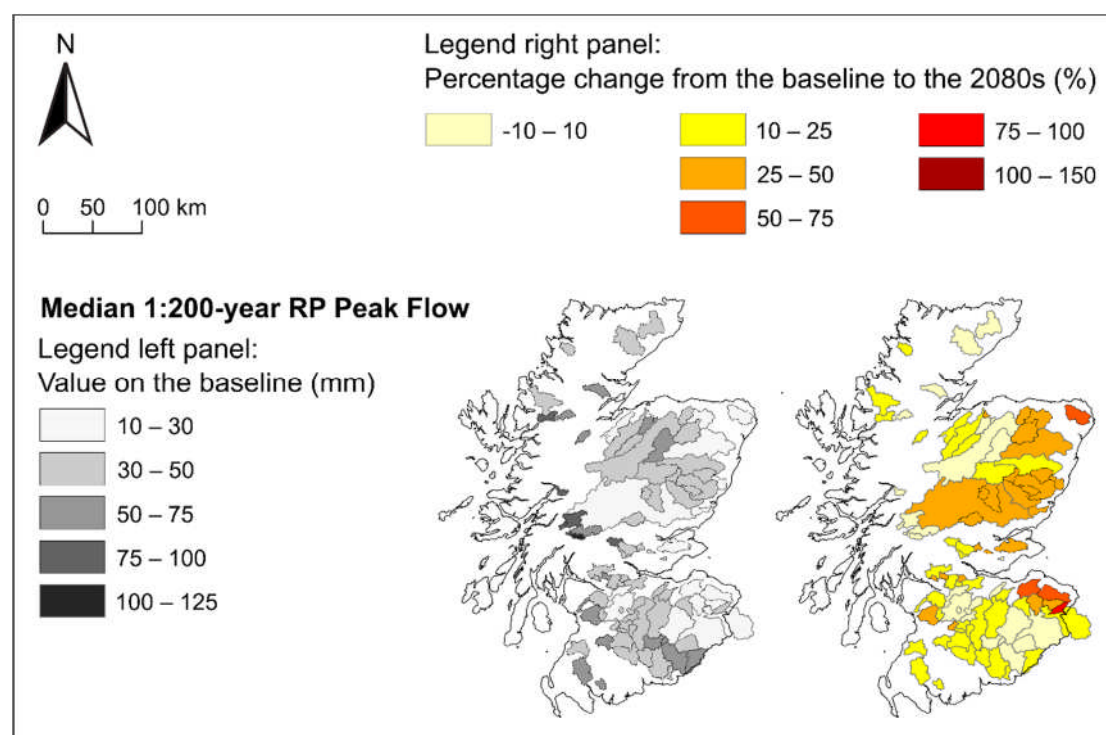 N
0 50 100 km
Legend right panel:
Percentage change from the baseline to the 2080s (%)
-10 – 10
10 – 25
25 – 50
50 – 75
75 – 100
100 – 150
Median 1:200-year RP Peak Flow
Legend left panel:
Value on the baseline (mm)
10 – 30
30 – 50
50 – 75
75 – 100
100 – 125